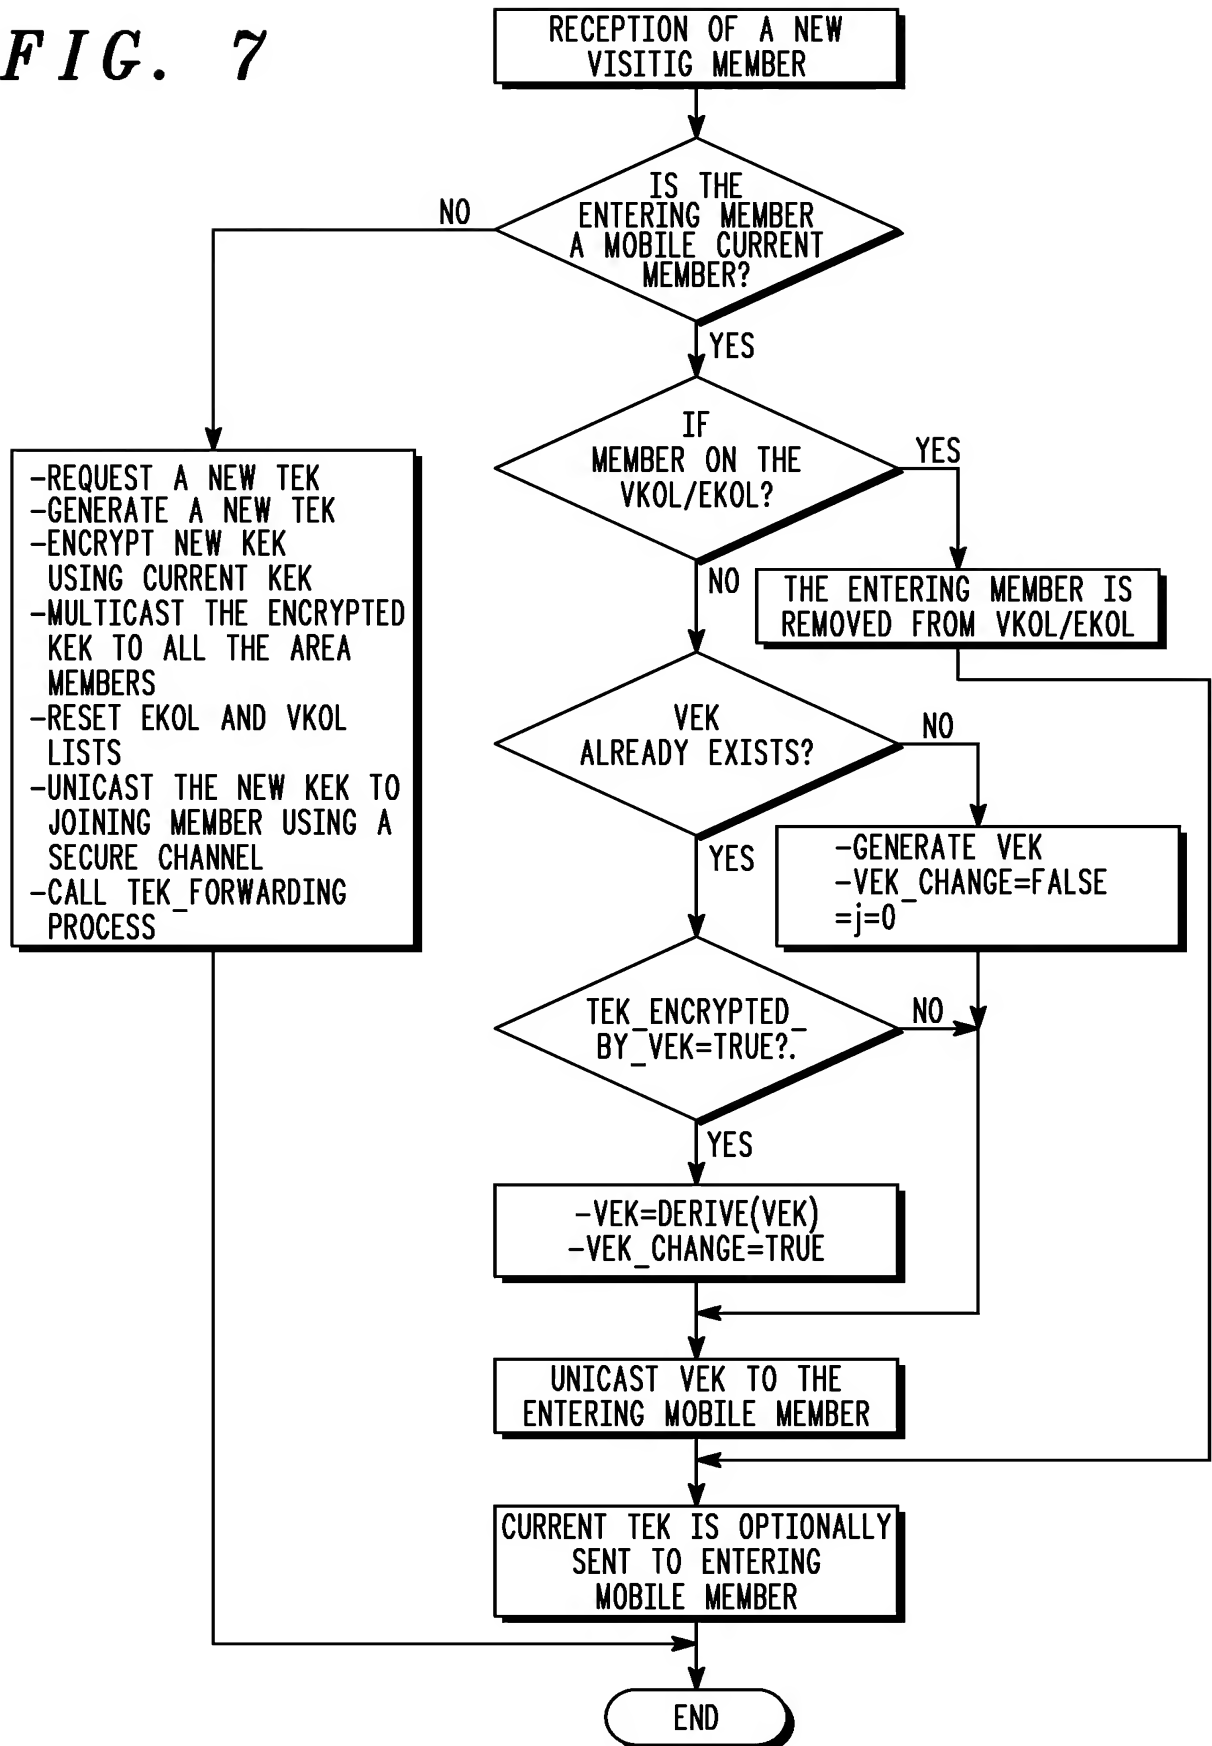 FIG. 7
RECEPTION OF A NEW
VISITIG MEMBER
IS THE
ENTERING MEMBER
A MOBILE CURRENT
MEMBER?
NO
YES
IF
MEMBER ON THE
VKOL/EKOL?
YES
NO
-REQUEST A NEW TEK
-GENERATE A NEW TEK
-ENCRYPT NEW KEK
USING CURRENT KEK
-MULTICAST THE ENCRYPTED
KEK TO ALL THE AREA
MEMBERS
-RESET EKOL AND VKOL
LISTS
-UNICAST THE NEW KEK TO
JOINING MEMBER USING A
SECURE CHANNEL
-CALL TEK_FORWARDING
PROCESS
THE ENTERING MEMBER IS
REMOVED FROM VKOL/EKOL
VEK
ALREADY EXISTS?
NO
YES
-GENERATE VEK
-VEK_CHANGE=FALSE
=j=0
TEK_ENCRYPTED_
BY_VEK=TRUE?.
NO
YES
-VEK=DERIVE(VEK)
-VEK_CHANGE=TRUE
UNICAST VEK TO THE
ENTERING MOBILE MEMBER
CURRENT TEK IS OPTIONALLY
SENT TO ENTERING
MOBILE MEMBER
END